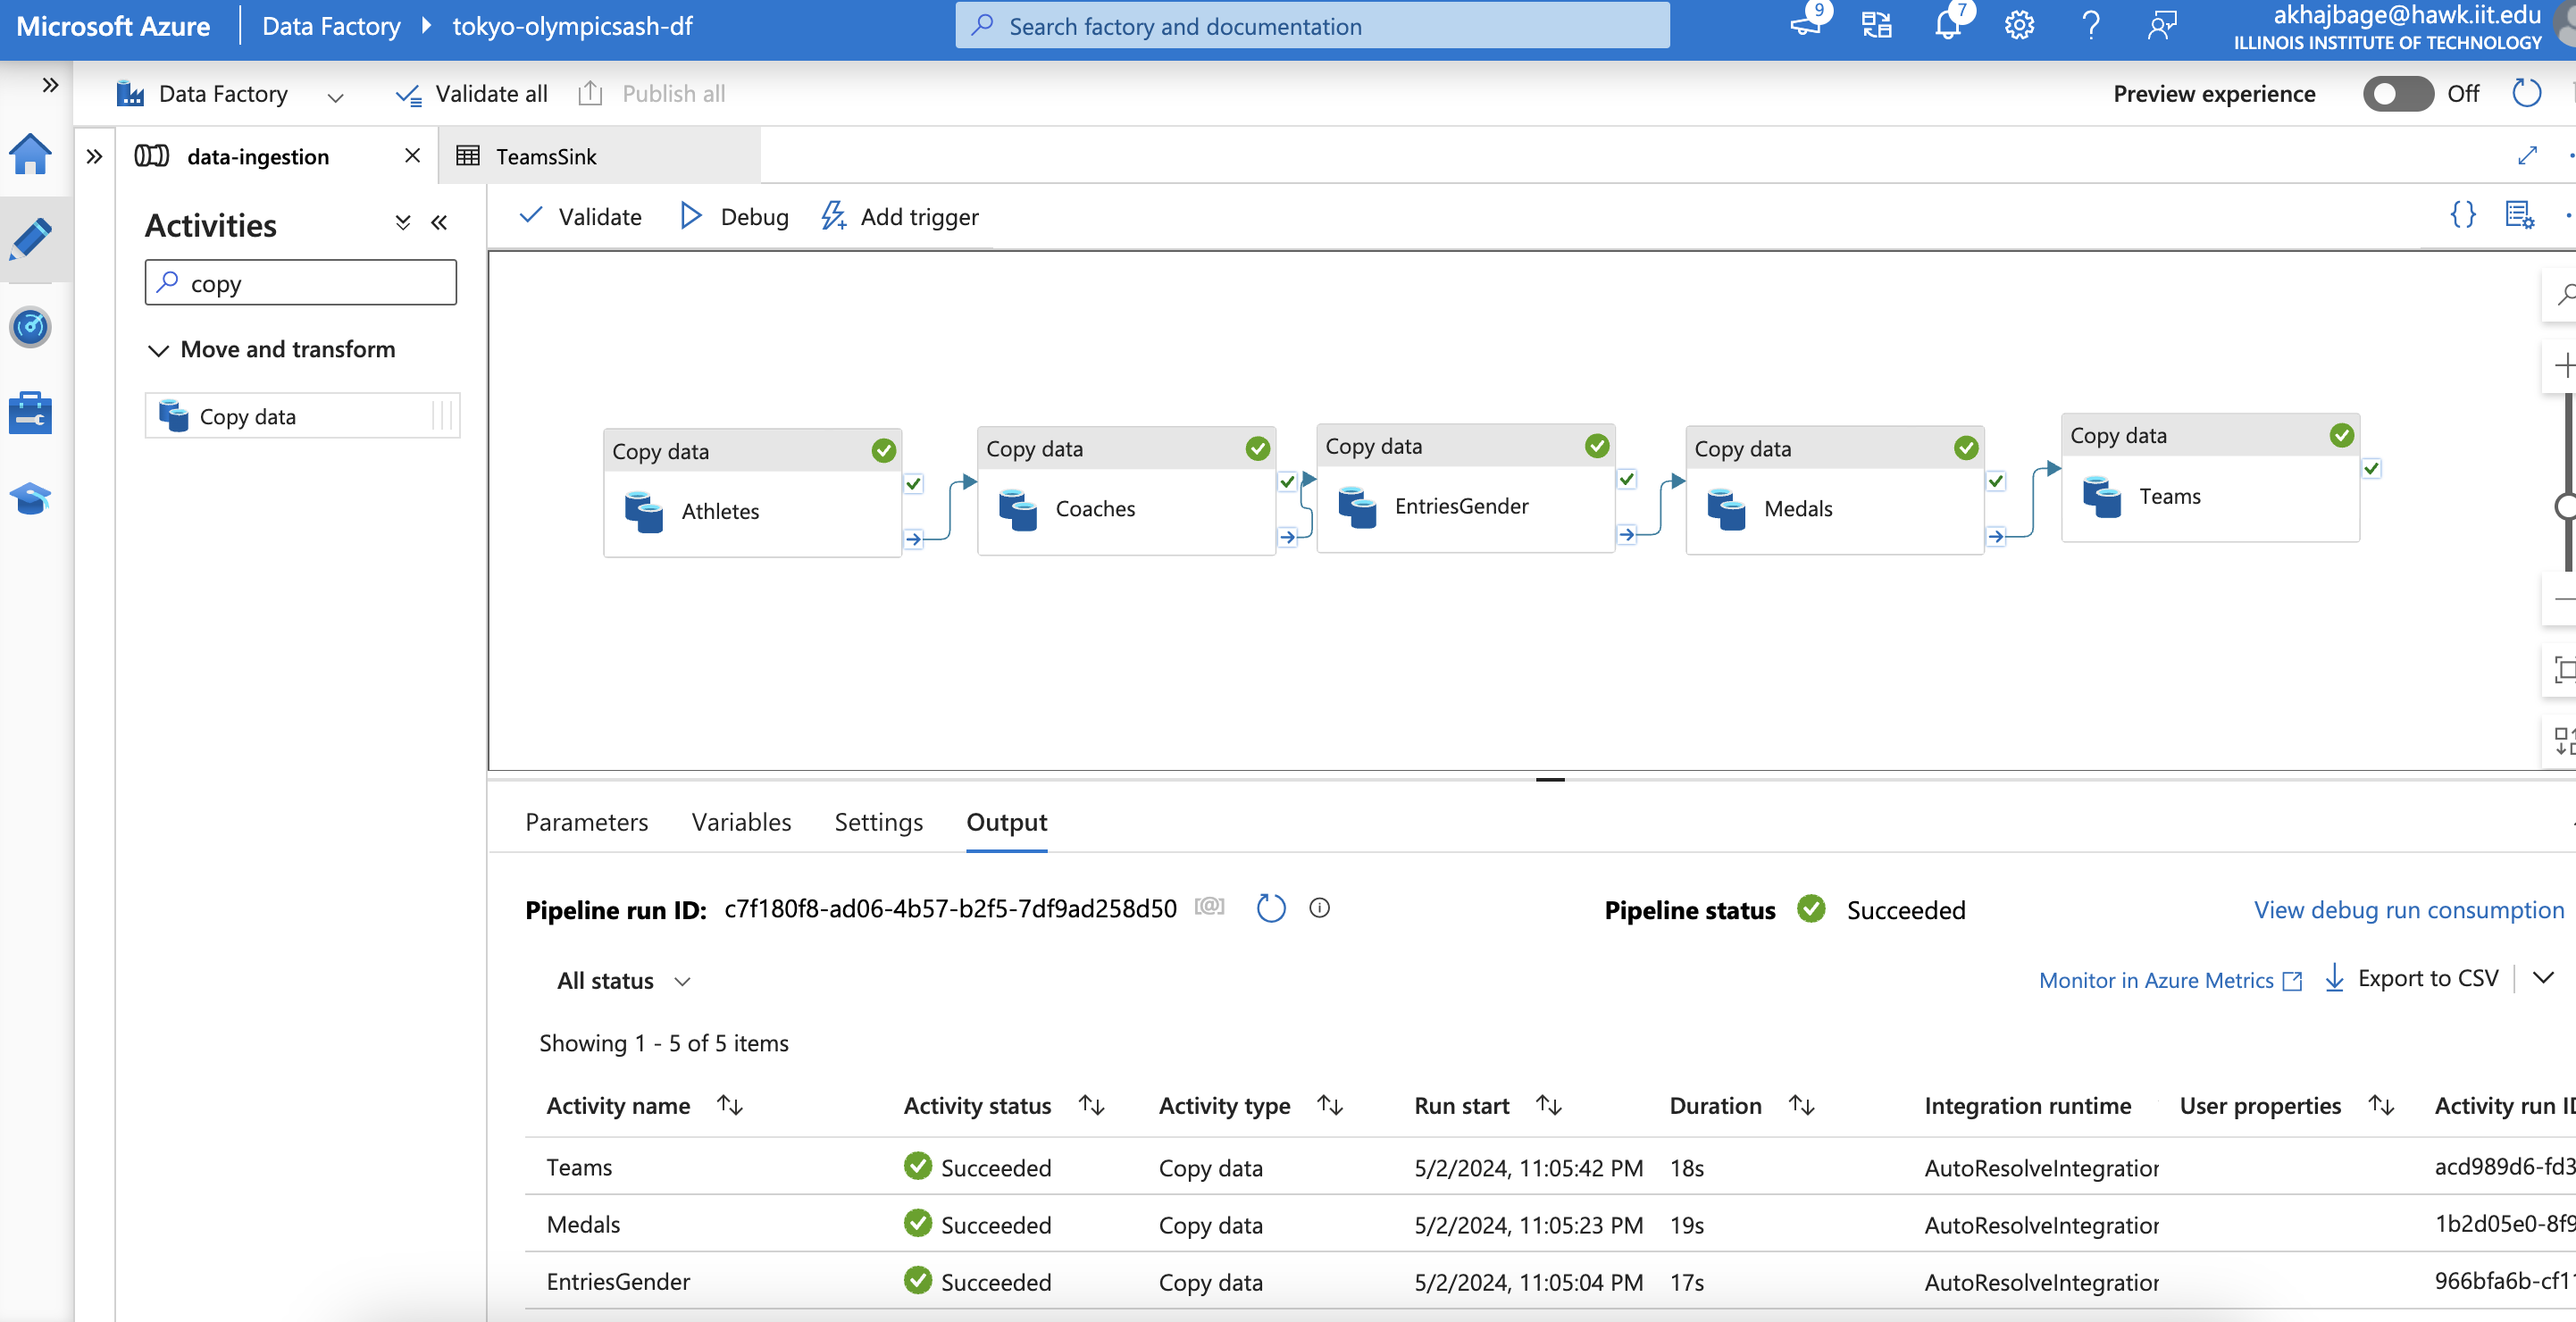 Microsoft Azure Data Factory tokyo-olympicsash-df Search factory and documentation 9 7 akhajbage@hawk.iit.edu
ILLINOIS INSTITUTE OF TECHNOLOGY
Data Factory Validate all Publish all Preview experience Off
data-ingestion TeamsSink
Activities
Validate Debug Add trigger
copy
Move and transform
Copy data
Copy data Copy data Copy data Copy data Copy data
Athletes Coaches EntriesGender Medals Teams
Parameters Variables Settings Output
Pipeline run ID: c7f180f8-ad06-4b57-b2f5-7df9ad258d50 [@] Pipeline status Succeeded View debug run consumption
All status Monitor in Azure Metrics Export to CSV
Showing 1 - 5 of 5 items
Activity name Activity status Activity type Run start Duration Integration runtime User properties Activity run ID
Teams Succeeded Copy data 5/2/2024, 11:05:42 PM 18s AutoResolveIntegration acd989d6-fd3
Medals Succeeded Copy data 5/2/2024, 11:05:23 PM 19s AutoResolveIntegration 1b2d05e0-8f9
EntriesGender Succeeded Copy data 5/2/2024, 11:05:04 PM 17s AutoResolveIntegration 966bfa6b-cf1